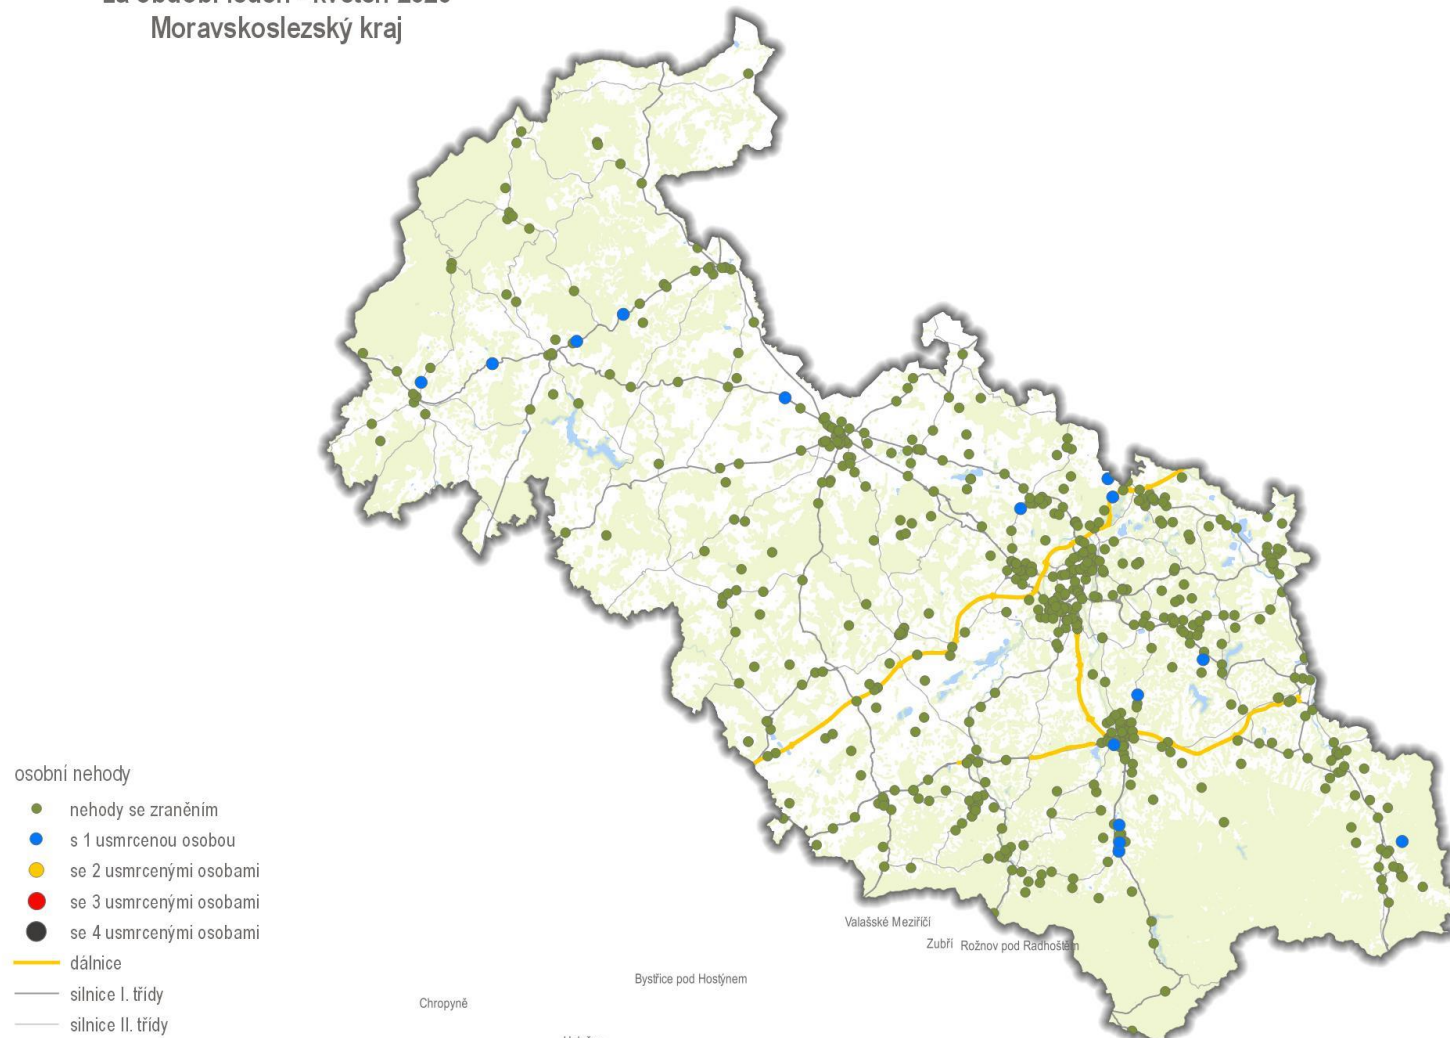 Moravskoslezský kraj
osobní nehody
nehody se zraněním
s 1 usmrcenou osobou
se 2 usmrcenými osobami
se 3 usmrcenými osobami
se 4 usmrcenými osobami
dálnice
silnice I. třídy
silnice II. třídy
Valašské Meziříčí
Zubří
Rožnov pod Radhoštěm
Bystřice pod Hostýnem
Chropyně